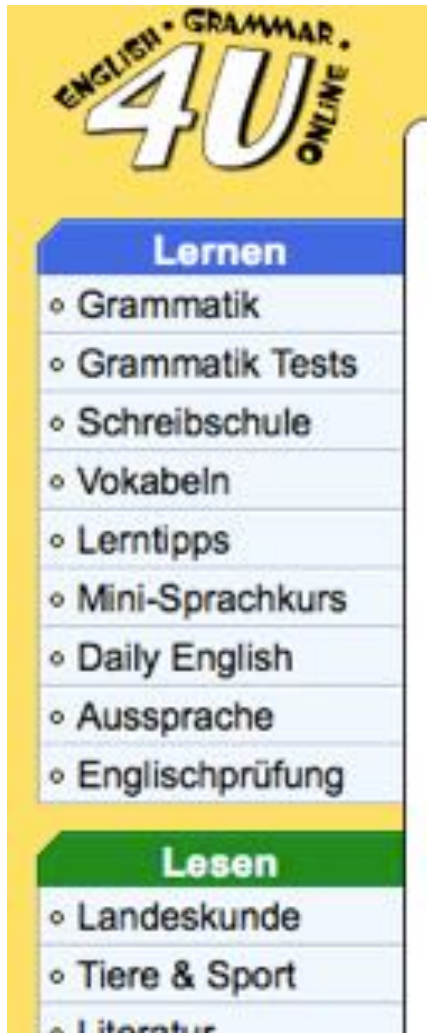 ENGLISH • GRAMMAR •
4U
ONLINE
Lernen
Grammatik
Grammatik Tests
Schreibschule
Vokabeln
Lerntipps
Mini-Sprachkurs
Daily English
Aussprache
Englischprüfung
Lesen
Landeskunde
Tiere & Sport
Literatur